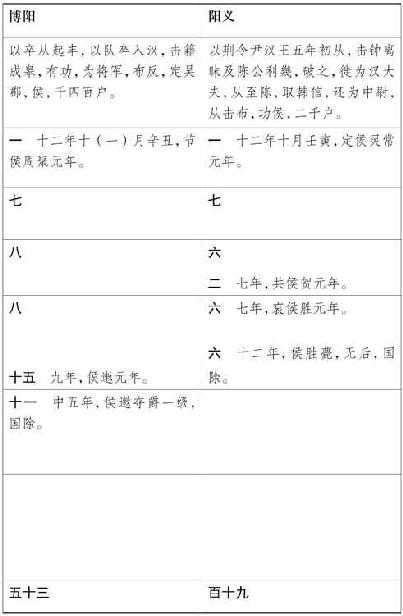 博阳
以卒从起丰，以队卒入汉，击籍
成皋，有功，为将军，布反，定吴
郡，侯，千四百户。
一 十二年十（一）月辛丑，节
侯周聚元年。
七
八
八
十五 九年，侯遬元年。
十一 中五年，侯遬夺爵一级，
国除。
五十三
阳义
以荆令尹汉王五年初从，击钟离
眛及陈公利幾，破之，徙为汉大
夫，从至陈，取韩信，还为中尉，
从击布，功侯，二千户。
一 十二年十月壬寅，定侯灵常
元年。
七
六
二 七年，共侯贺元年。
六 七年，哀侯胜元年。
六 十二年，侯胜薨，无后，国
除。
百十九